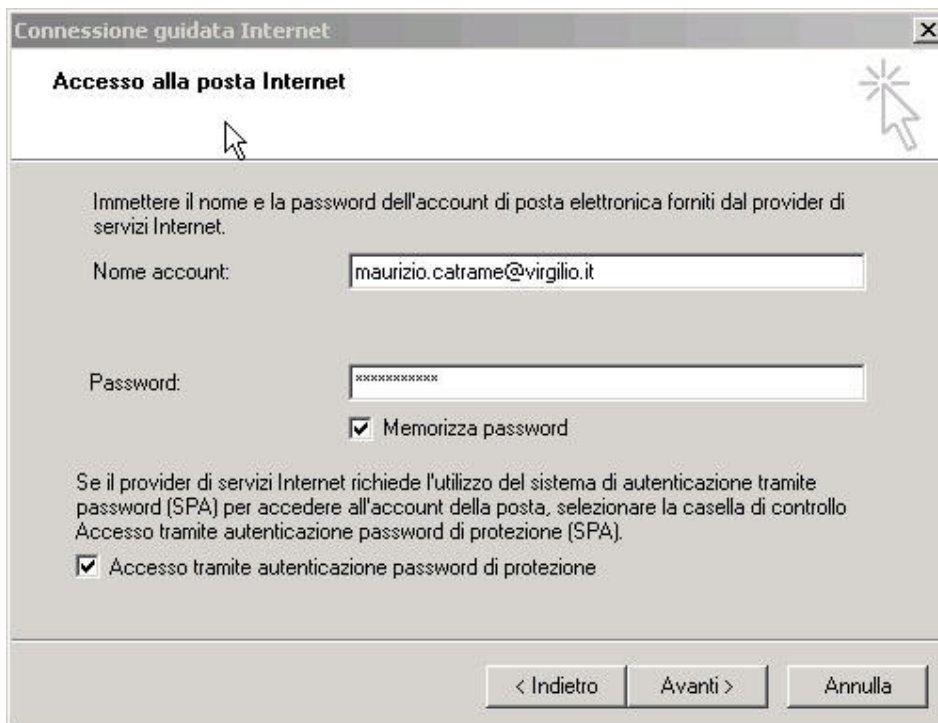 Connessione guidata Internet
Accesso alla posta Internet
Immettere il nome e la password dell'account di posta elettronica forniti dal provider di
servizi Internet.
Nome account: maurizio.catrame@virgilio.it
Password: ***********
Memorizza password
Se il provider di servizi Internet richiede l'utilizzo del sistema di autenticazione tramite
password (SPA) per accedere all'account della posta, selezionare la casella di controllo
Accesso tramite autenticazione password di protezione (SPA).
Accesso tramite autenticazione password di protezione
< Indietro Avanti > Annulla